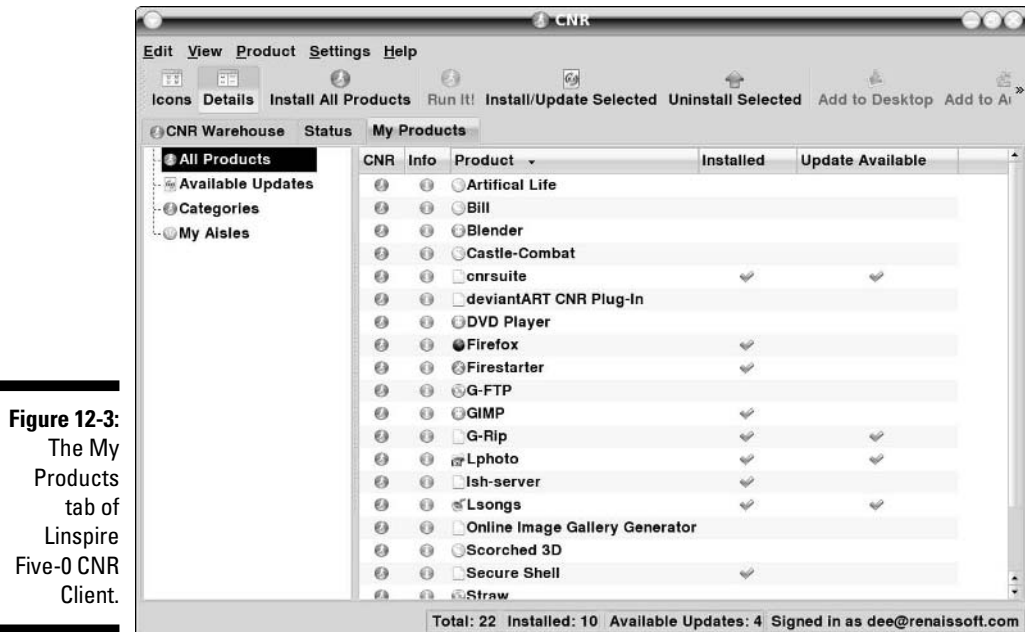 CNR
Edit View Product Settings Help
Icons Details Install All Products Run It! Install/Update Selected Uninstall Selected Add to Desktop Add to Au »
CNR Warehouse Status My Products
All Products
Available Updates
Categories
My Aisles
CNR Info Product Installed Update Available
Artifical Life
Bill
Blender
Castle-Combat
cnrsuite
deviantART CNR Plug-In
DVD Player
Firefox
Firestarter
G-FTP
GIMP
G-Rip
Lphoto
lsh-server
Lsongs
Online Image Gallery Generator
Scorched 3D
Secure Shell
Straw
Total: 22 Installed: 10 Available Updates: 4 Signed in as dee@renaissoft.com
Figure 12-3:
The My
Products
tab of
Linspire
Five-0 CNR
Client.